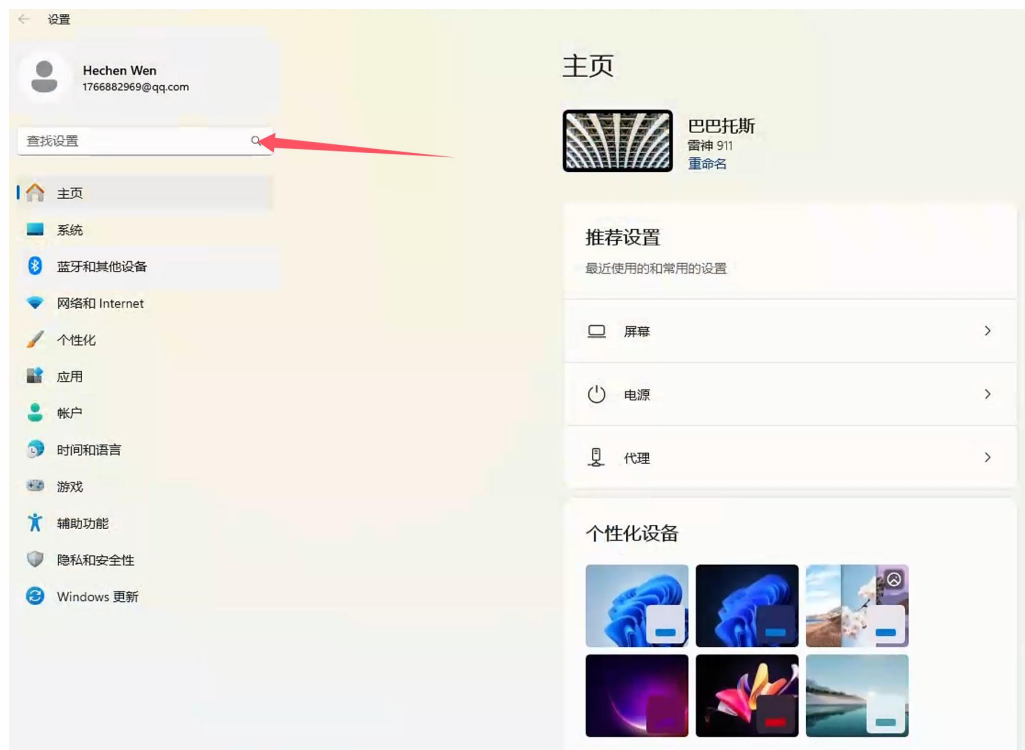 设置
Hechen Wen
1766882969@qq.com
查找设置
主页
系统
蓝牙和其他设备
网络和 Internet
个性化
应用
帐户
时间和语言
游戏
辅助功能
隐私和安全性
Windows 更新
主页
巴巴托斯
雷神 911
重命名
推荐设置
最近使用的和常用的设置
屏幕
电源
代理
个性化设备